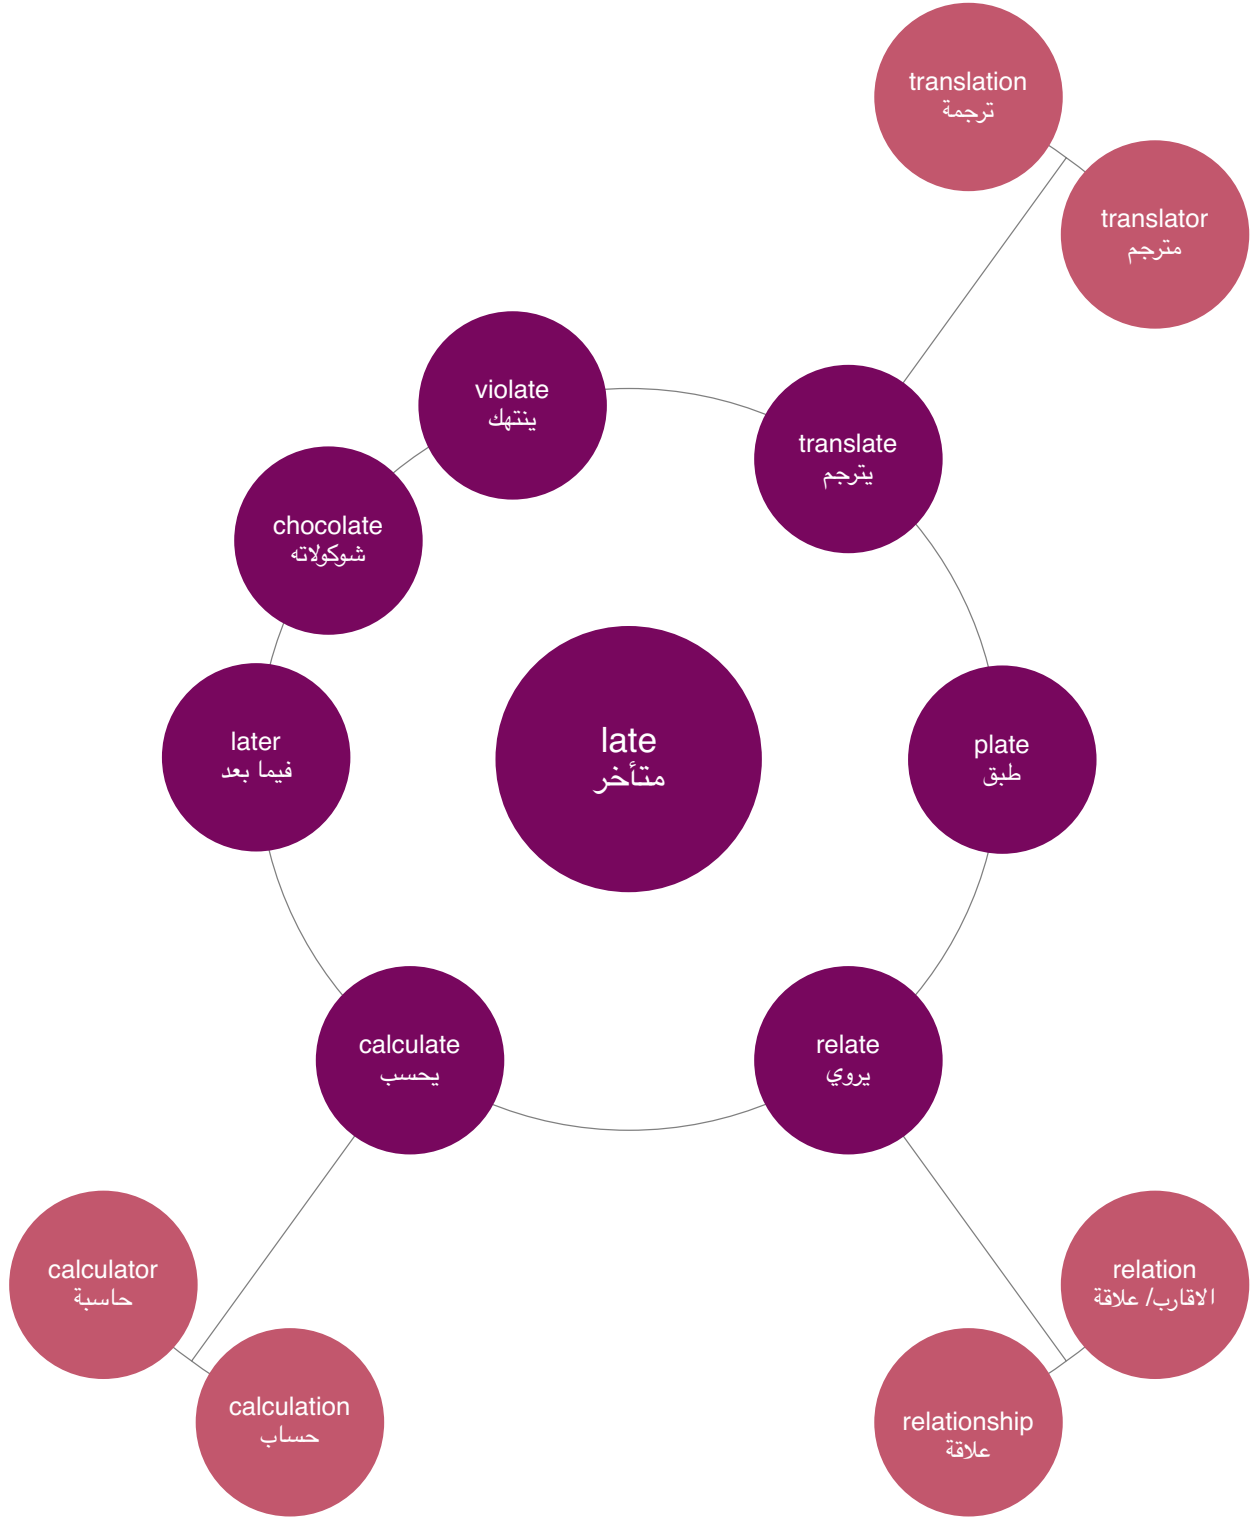 translation
ترجمة
translator
مترجم
violate
ينتهك
translate
يترجم
chocolate
شوكولاته
later
فيما بعد
late
متأخر
plate
طبق
calculate
يحسب
relate
يروي
calculator
حاسبة
relation
الاقارب/ علاقة
calculation
حساب
relationship
علاقة